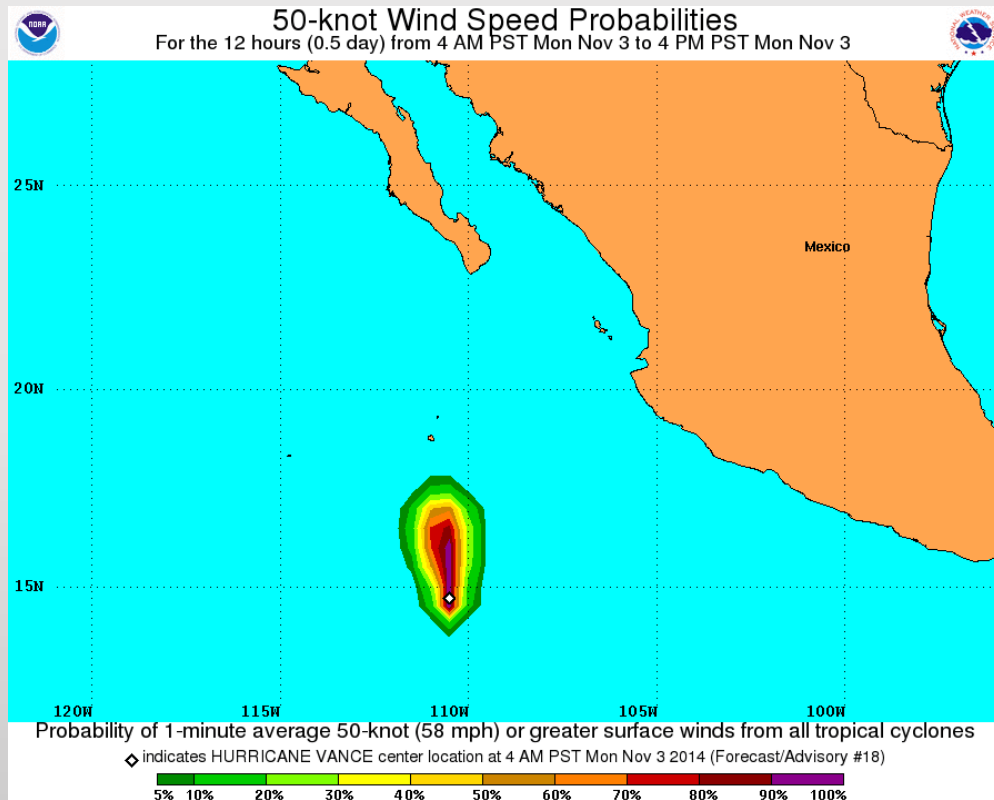 50-knot Wind Speed Probabilities
For the 12 hours (0.5 day) from 4 AM PST Mon Nov 3 to 4 PM PST Mon Nov 3
NOAA
25N
Mexico
20N
15N
120W 115W 110W 105W 100W
Probability of 1-minute average 50-knot (58 mph) or greater surface winds from all tropical cyclones
indicates HURRICANE VANCE center location at 4 AM PST Mon Nov 3 2014 (Forecast/Advisory #18)
5% 10% 20% 30% 40% 50% 60% 70% 80% 90% 100%